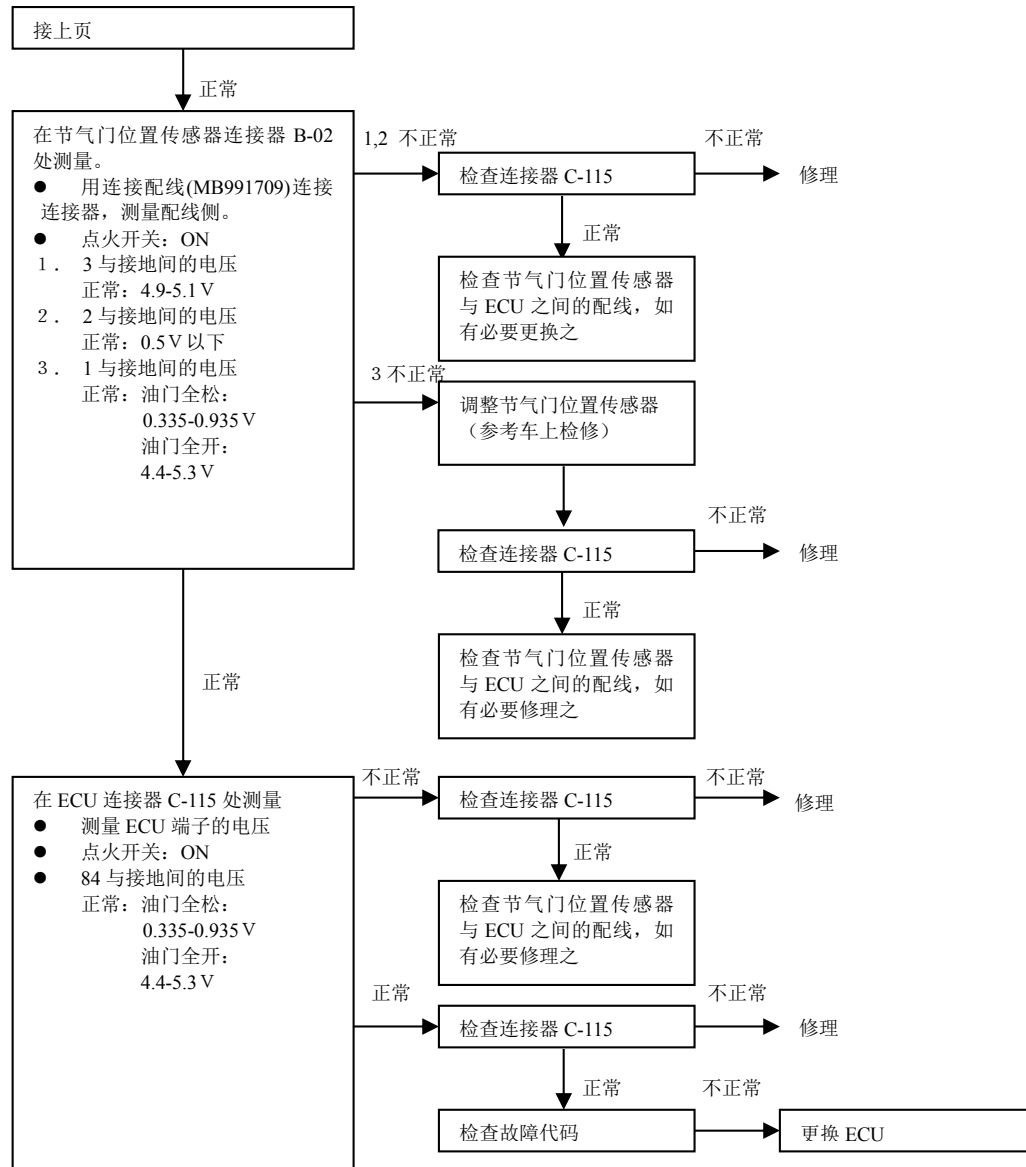 接上页
正常
在节气门位置传感器连接器 B-02
处测量。
● 用连接配线(MB991709)连接
连接器，测量配线侧。
● 点火开关：ON
１． 3 与接地间的电压
正常：4.9-5.1Ｖ
２． 2 与接地间的电压
正常：0.5Ｖ以下
３． 1 与接地间的电压
正常：油门全松：
0.335-0.935Ｖ
油门全开：
4.4-5.3Ｖ
1,2 不正常
检查连接器 C-115
不正常
修理
正常
检查节气门位置传感器
与 ECU 之间的配线，如
有必要更换之
3 不正常
调整节气门位置传感器
（参考车上检修）
检查连接器 C-115
不正常
修理
正常
检查节气门位置传感器
与 ECU 之间的配线，如
有必要修理之
正常
在 ECU 连接器 C-115 处测量
● 测量 ECU 端子的电压
● 点火开关：ON
● 84 与接地间的电压
正常：油门全松：
0.335-0.935Ｖ
油门全开：
4.4-5.3Ｖ
不正常
检查连接器 C-115
不正常
修理
正常
检查节气门位置传感器
与 ECU 之间的配线，如
有必要修理之
正常
检查连接器 C-115
不正常
修理
正常
检查故障代码
不正常
更换 ECU